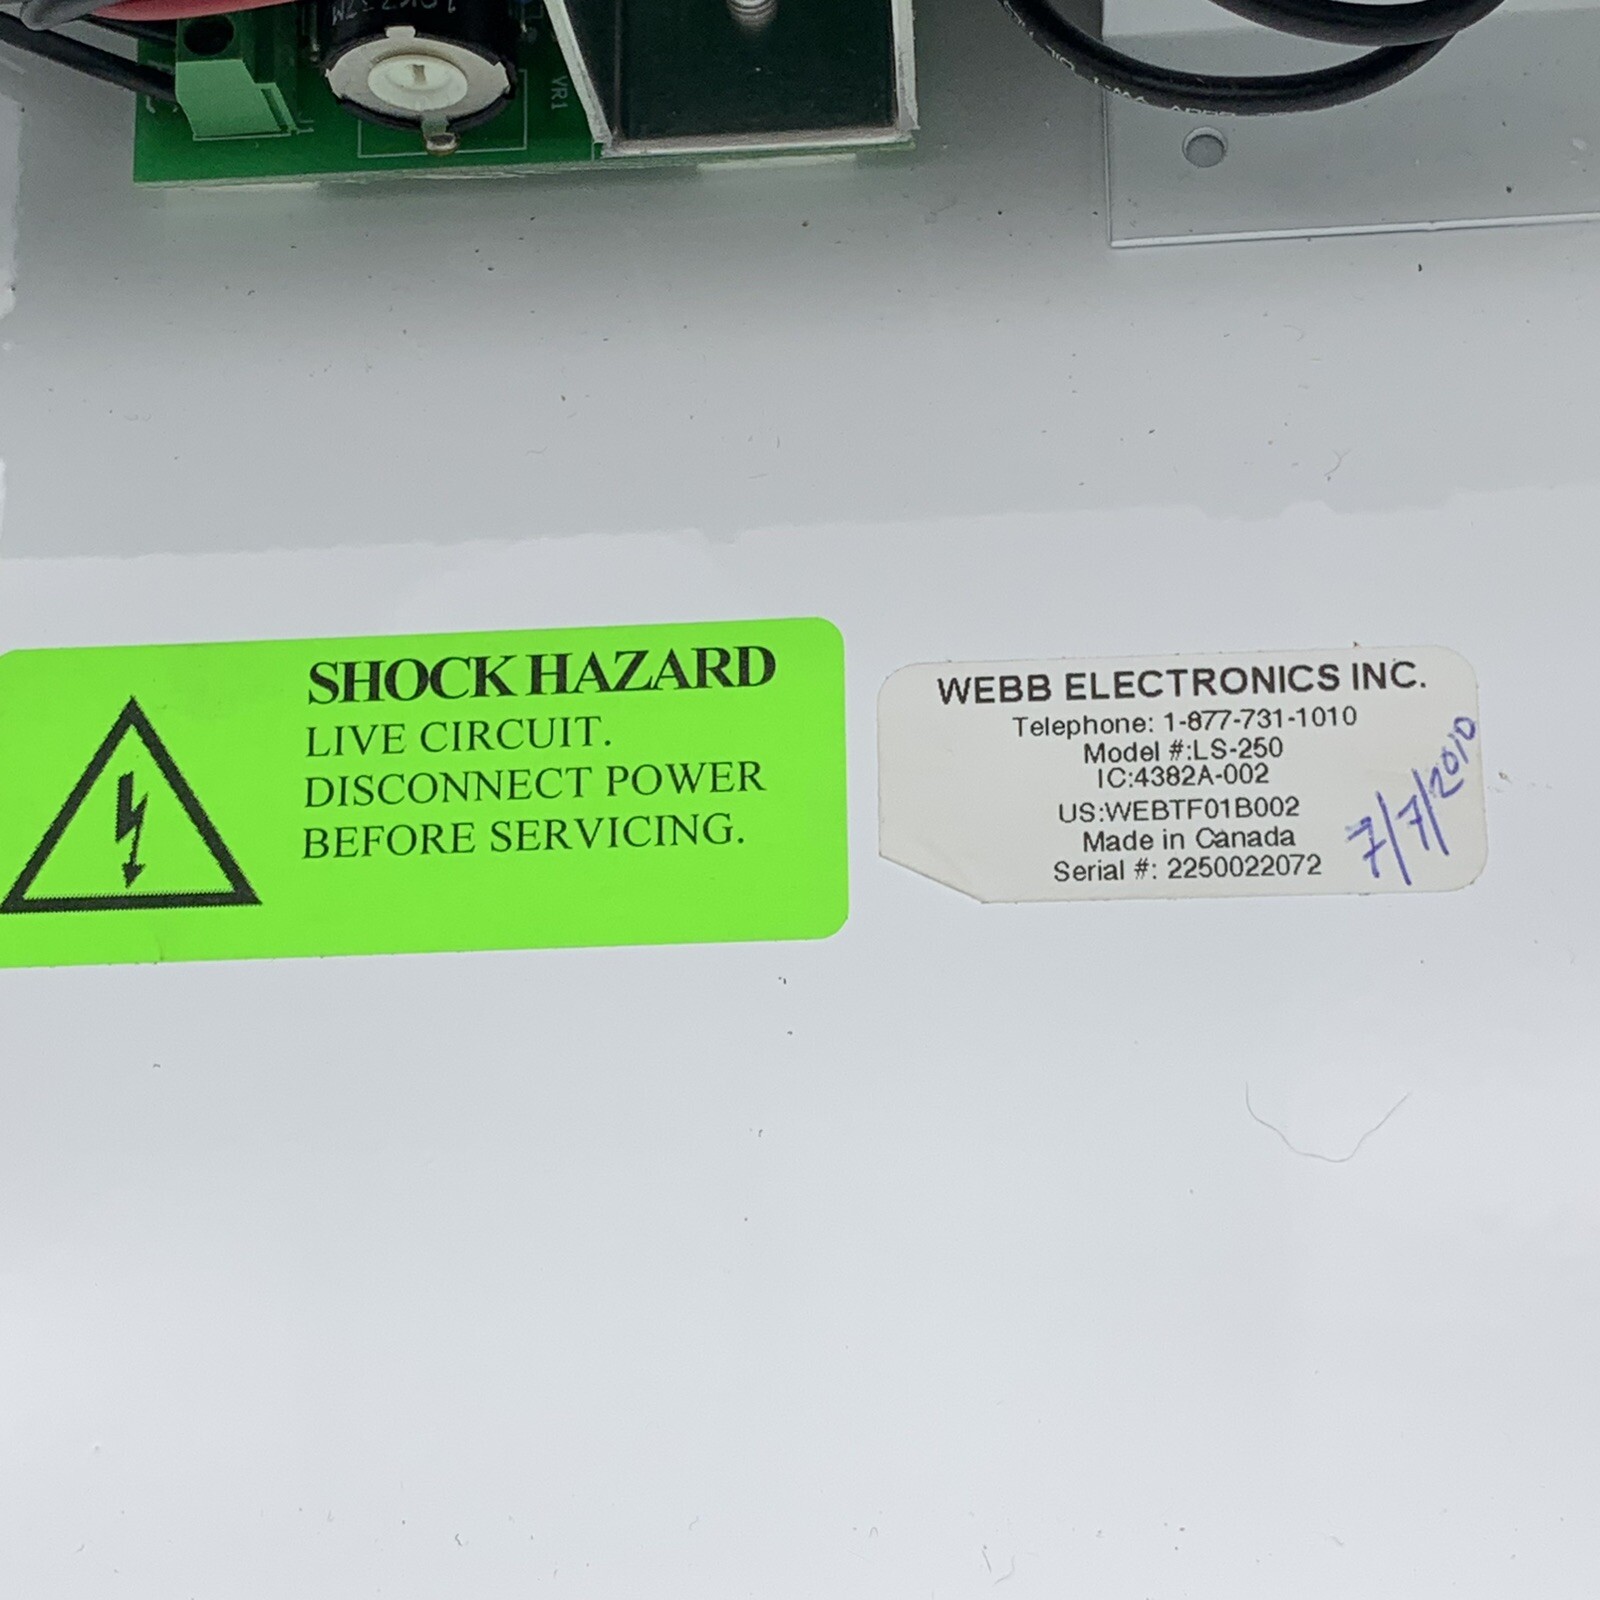 VR1
SHOCK HAZARD
LIVE CIRCUIT.
DISCONNECT POWER
BEFORE SERVICING.
WEBB ELECTRONICS INC.
Telephone: 1-877-731-1010
Model #:LS-250
IC:4382A-002
US:WEBTF01B002
Made in Canada
Serial #: 2250022072
7/7/2010